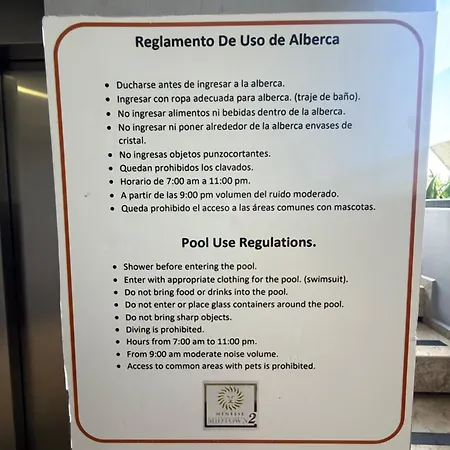 Reglamento De Uso de Alberca
• Ducharse antes de ingresar a la alberca.
• Ingresar con ropa adecuada para alberca. (traje de baño).
• No ingresar alimentos ni bebidas dentro de la alberca.
• No ingresar ni poner alrededor de la alberca envases de
cristal.
• No ingresas objetos punzocortantes.
• Quedan prohibidos los clavados.
• Horario de 7:00 am a 11:00 pm.
• A partir de las 9:00 pm volumen del ruido moderado.
• Queda prohibido el acceso a las áreas comunes con mascotas.
Pool Use Regulations.
• Shower before entering the pool.
• Enter with appropriate clothing for the pool. (swimsuit).
• Do not bring food or drinks into the pool.
• Do not enter or place glass containers around the pool.
• Do not bring sharp objects.
• Diving is prohibited.
• Hours from 7:00 am to 11:00 pm.
• From 9:00 am moderate noise volume.
• Access to common areas with pets is prohibited.
MIDTOWN 2